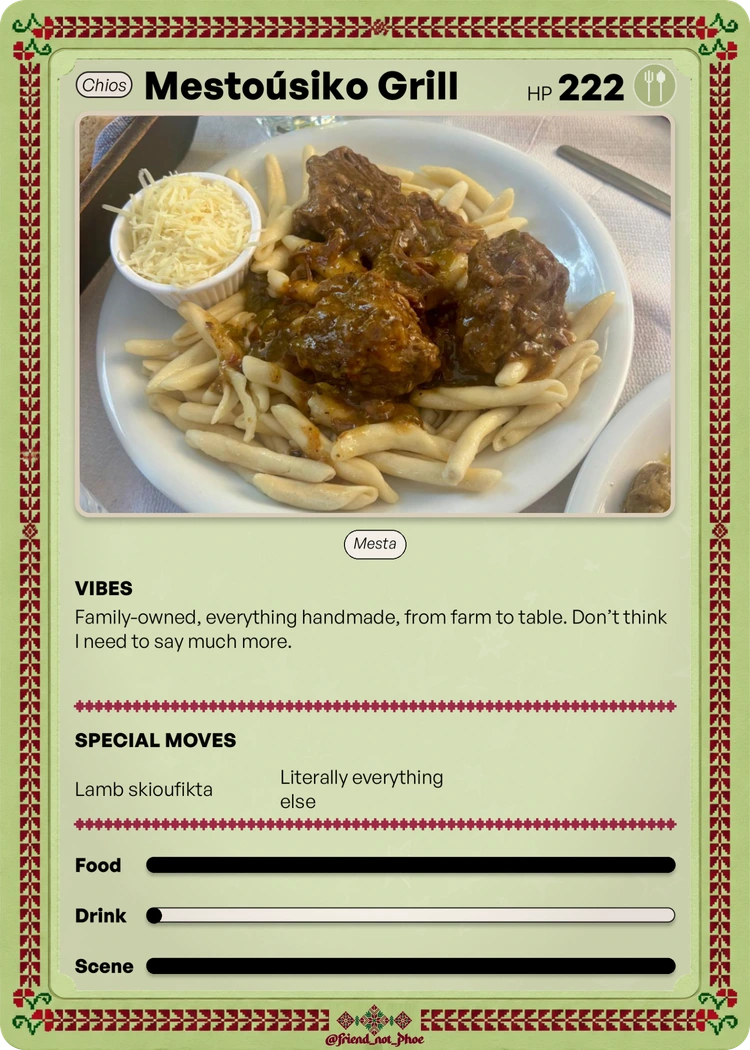 Chios
Mestoúsiko Grill
HP 222
Mesta
VIBES
Family-owned, everything handmade, from farm to table. Don't think
I need to say much more.
SPECIAL MOVES
Lamb skioufikta
Literally everything
else
Food
Drink
Scene
@friend_not_phoe